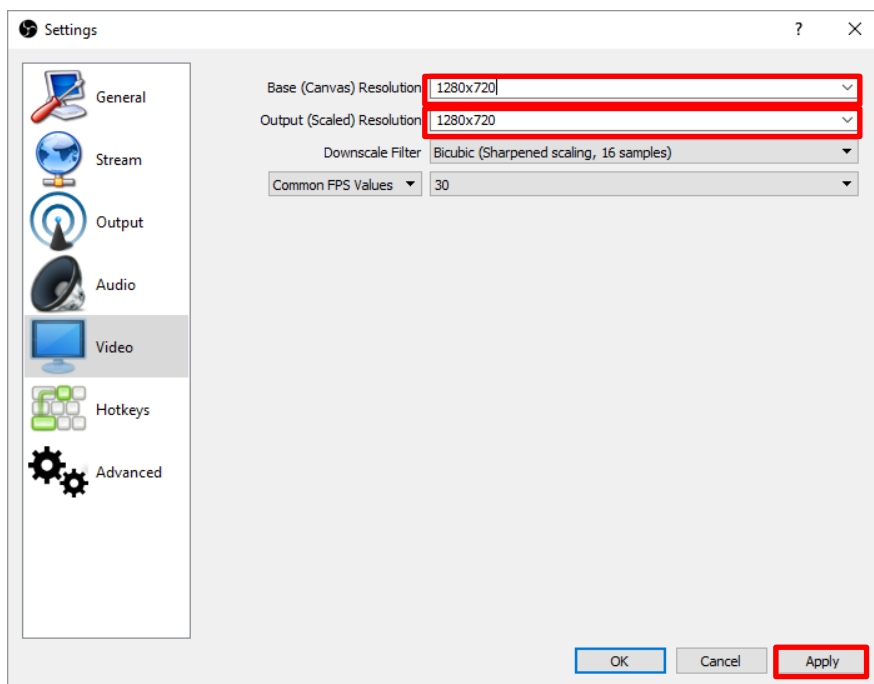 Settings
?
General
Stream
Output
Audio
Video
Hotkeys
Advanced
Base (Canvas) Resolution 1280x720
Output (Scaled) Resolution 1280x720
Downscale Filter Bicubic (Sharpened scaling, 16 samples)
Common FPS Values 30
OK Cancel Apply